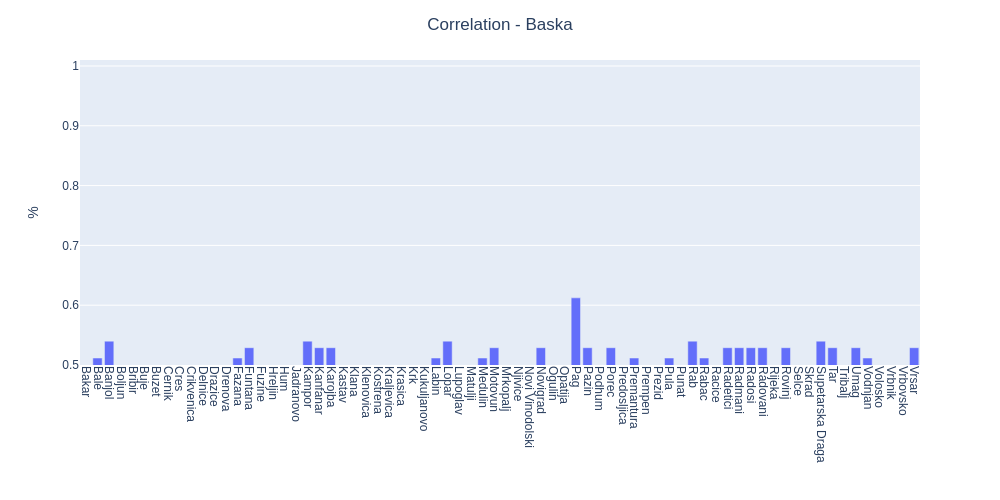 Correlation - Baska
%
1
0.9
0.8
0.7
0.6
0.5
Bakar
Bale
Banjol
Boljun
Bribir
Buje
Buzet
Cernik
Cres
Crikvenica
Delnice
Drazice
Drenova
Fazana
Funtana
Fuzine
Hreljin
Hum
Jadranovo
Kampor
Kanfanar
Karojba
Kastav
Klana
Klenovica
Kostrena
Kraljevica
Krasica
Krk
Kukuljanovo
Labin
Lopar
Lupoglav
Matulji
Medulin
Motovun
Mrkopalj
Njivice
Novi Vinodolski
Novigrad
Ogulin
Opatija
Pag
Pazin
Podhum
Porec
Predosljica
Premantura
Prempen
Prezid
Pula
Punat
Rab
Rabac
Racice
Radetici
Radmani
Radosi
Radovani
Rijeka
Rovinj
Selce
Skrad
Supetarska Draga
Tar
Tribalj
Umag
Vodnjan
Volosko
Vrbnik
Vrbovsko
Vrsar